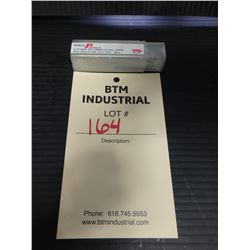 BTM
INDUSTRIAL
LOT #
164
Description:
Phone: 616.745.5953
www.btmindustrial.com